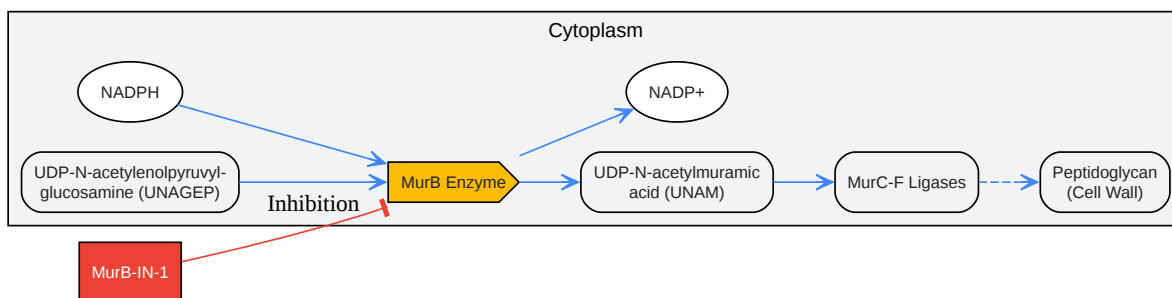 Cytoplasm
NADPH
NADP+
UDP-N-acetylenolpyruvyl-
glucosamine (UNAGEP)
MurB Enzyme
UDP-N-acetylmuramic
acid (UNAM)
MurC-F Ligases
Peptidoglycan
(Cell Wall)
Inhibition
MurB-IN-1